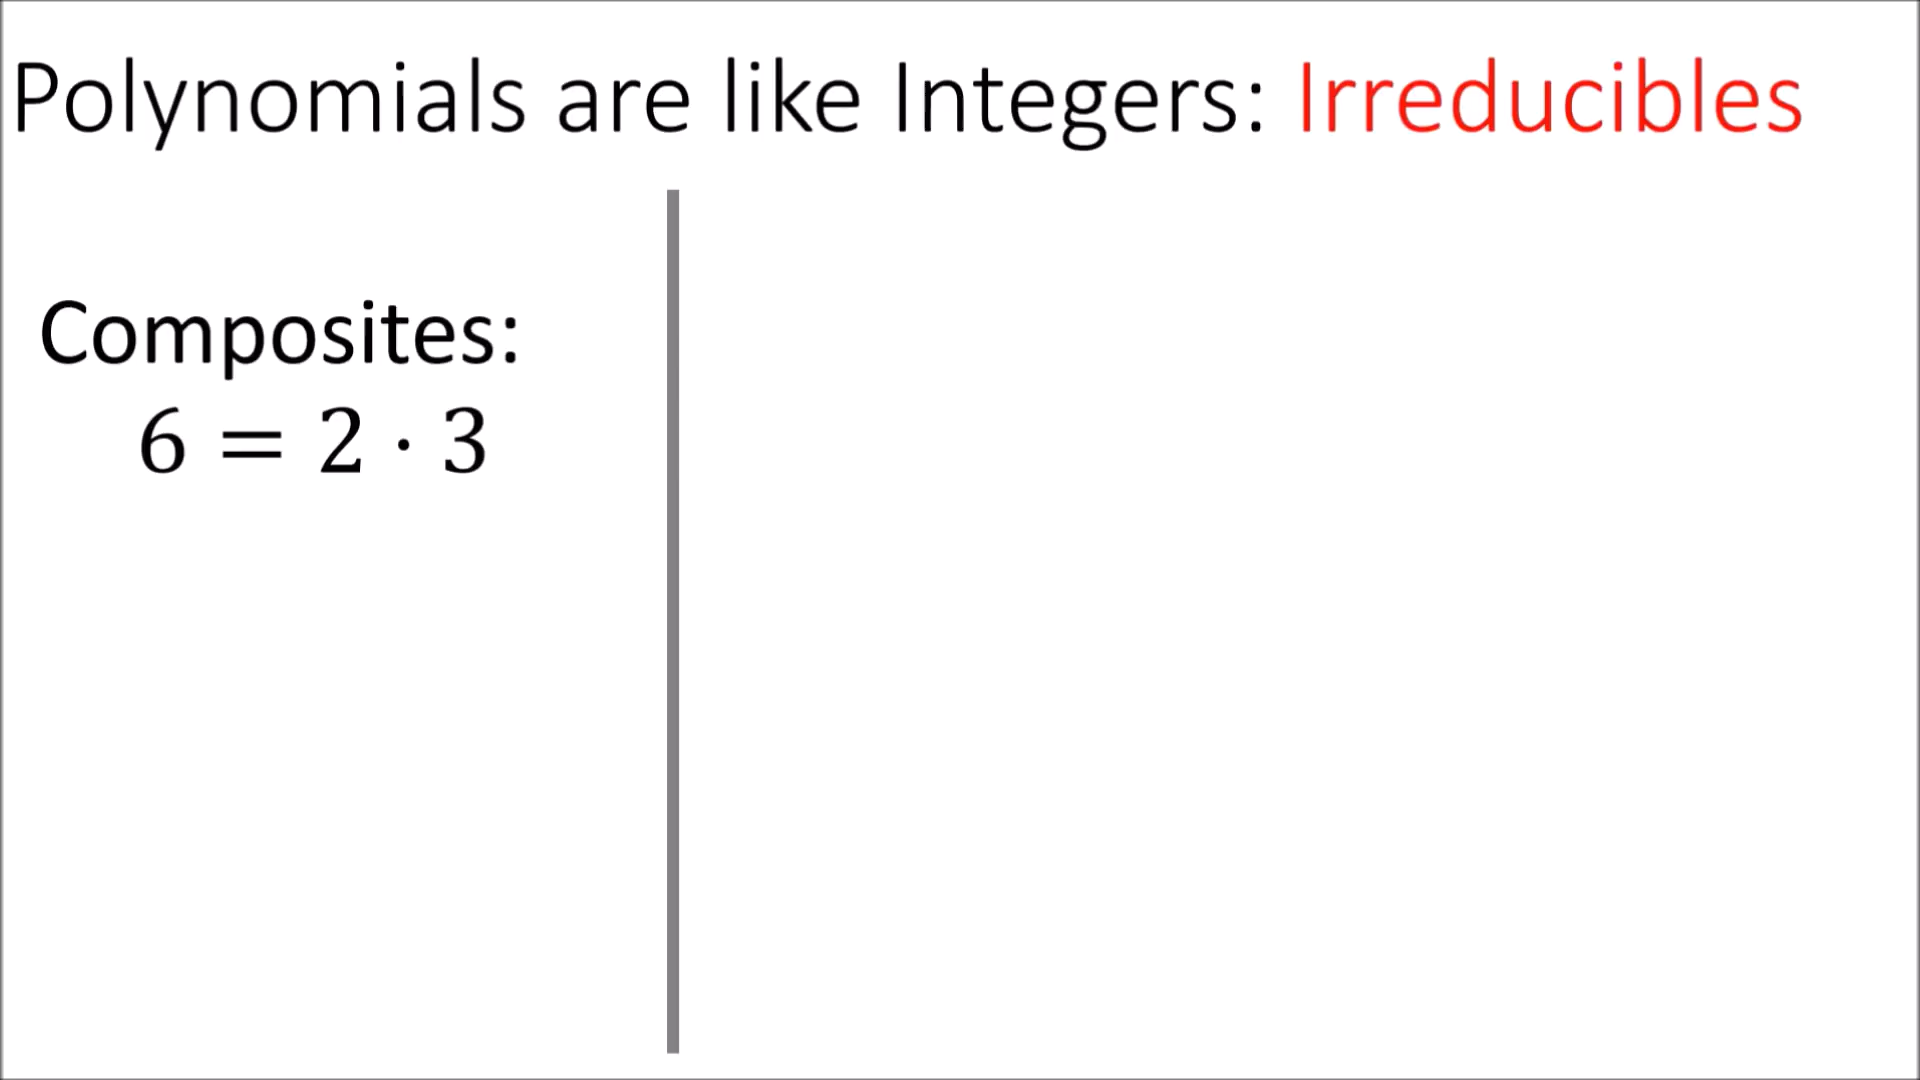 Polynomials are like Integers: Irreducibles
Composites:
6 = 2 · 3